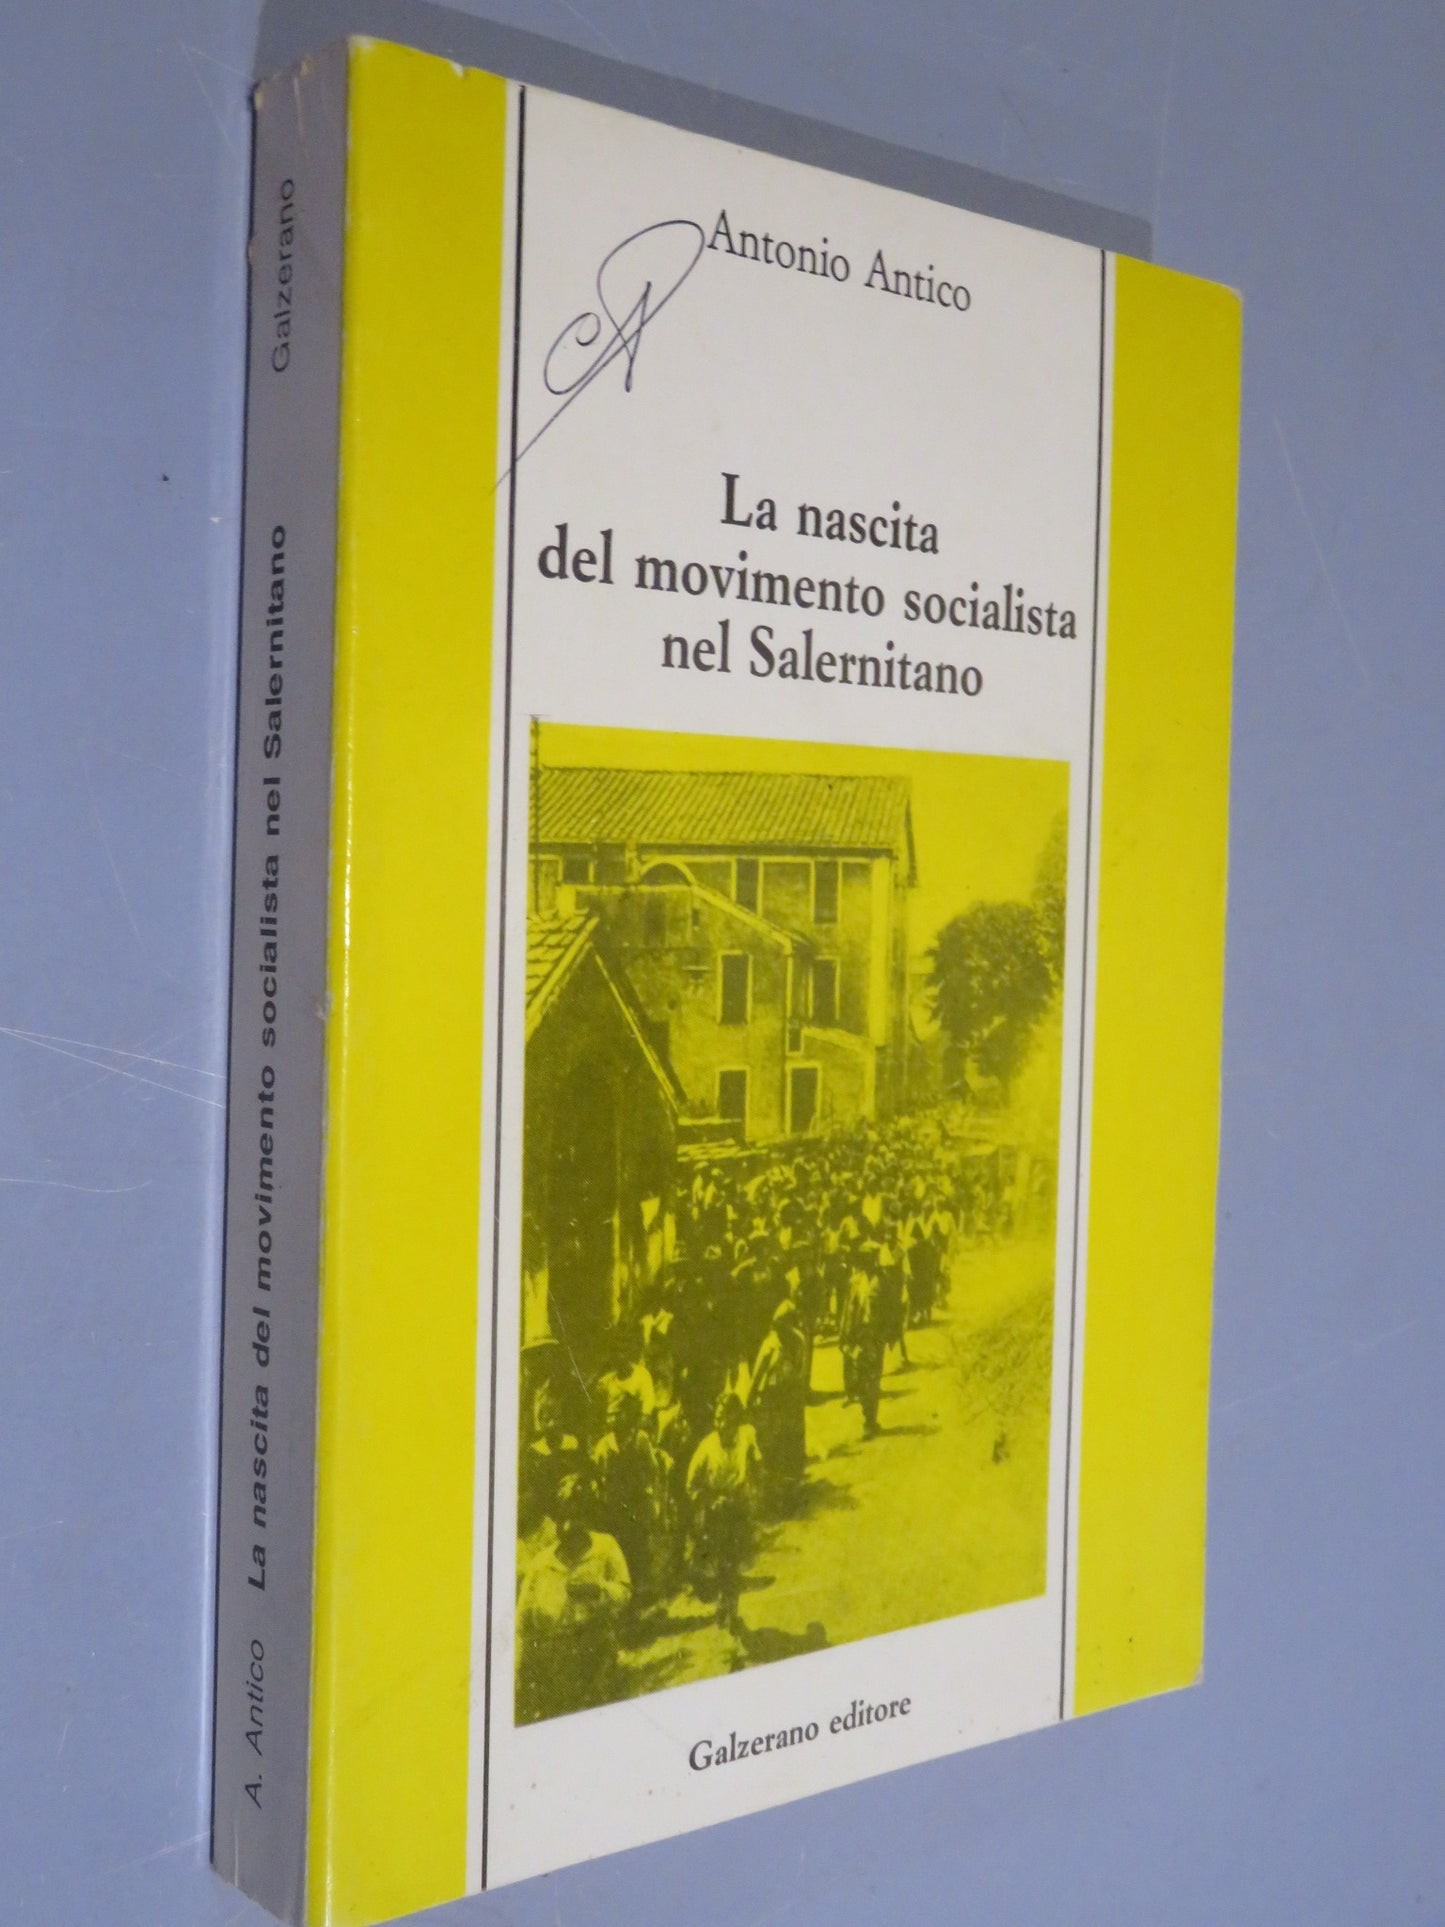 Antonio Antico
La nascita
del movimento socialista
nel Salernitano
Galzerano editore
A. Antico La nascita del movimento socialista nel Salernitano Galzerano